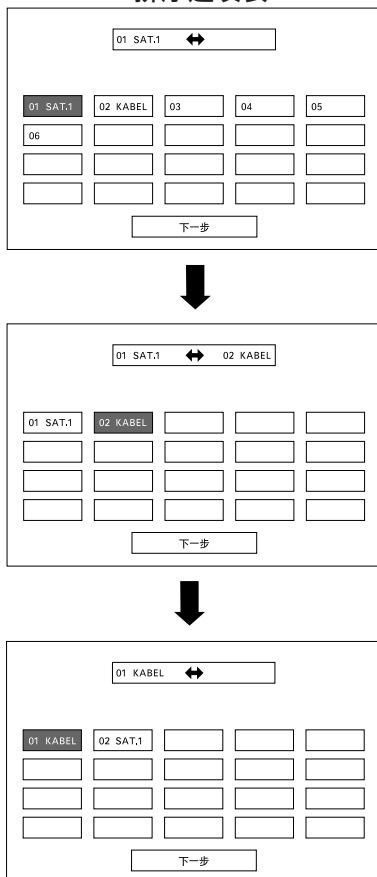 01 SAT.1 ⬌
01 SAT.1 02 KABEL 03 04 05
06
下一步
01 SAT.1 ⬌ 02 KABEL
01 SAT.1 02 KABEL
下一步
01 KABEL ⬌
01 KABEL 02 SAT.1
下一步